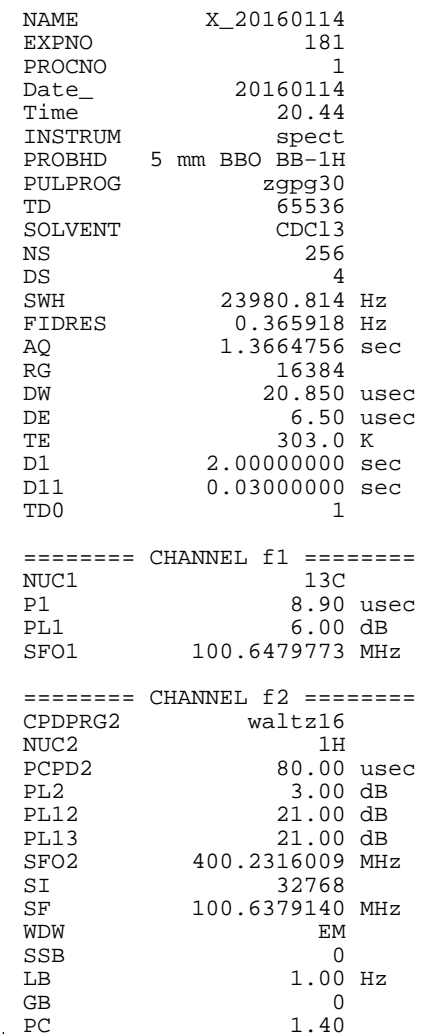 NAME X_20160114
EXPNO 181
PROCNO 1
Date_ 20160114
Time 20.44
INSTRUM spect
PROBHD 5 mm BBO BB-1H
PULPROG zgpg30
TD 65536
SOLVENT CDCl3
NS 256
DS 4
SWH 23980.814 Hz
FIDRES 0.365918 Hz
AQ 1.3664756 sec
RG 16384
DW 20.850 usec
DE 6.50 usec
TE 303.0 K
D1 2.00000000 sec
D11 0.03000000 sec
TD0 1
======== CHANNEL f1 ========
NUC1 13C
P1 8.90 usec
PL1 6.00 dB
SFO1 100.6479773 MHz
======== CHANNEL f2 ========
CPDPRG2 waltz16
NUC2 1H
PCPD2 80.00 usec
PL2 3.00 dB
PL12 21.00 dB
PL13 21.00 dB
SFO2 400.2316009 MHz
SI 32768
SF 100.6379140 MHz
WDW EM
SSB 0
LB 1.00 Hz
GB 0
PC 1.40